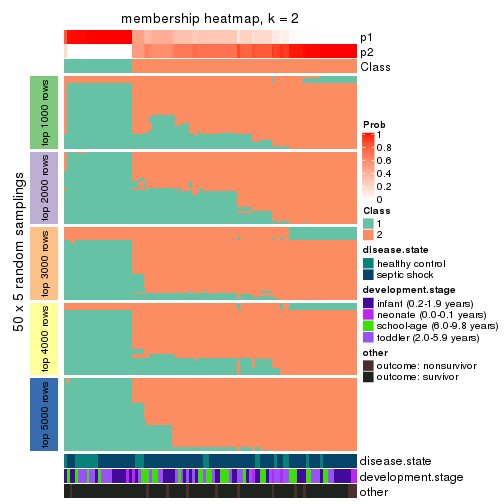 membership heatmap, k = 2
p1
p2
Class
50 x 5 random samplings
top 1000 rows
top 2000 rows
top 3000 rows
top 4000 rows
top 5000 rows
disease.state
development.stage
other
Prob
1
0.8
0.6
0.4
0.2
0
Class
1
2
disease.state
healthy control
septic shock
development.stage
infant (0.2-1.9 years)
neonate (0.0-0.1 years)
school-age (6.0-9.8 years)
toddler (2.0-5.9 years)
other
outcome: nonsurvivor
outcome: survivor